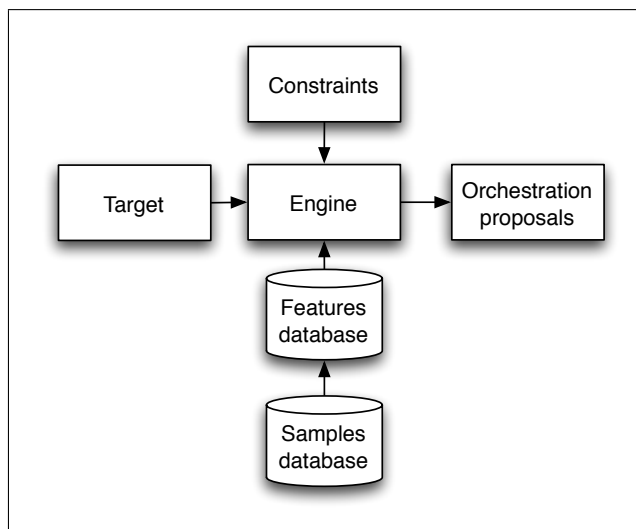 Constraints
Target
Engine
Orchestration
proposals
Features
database
Samples
database